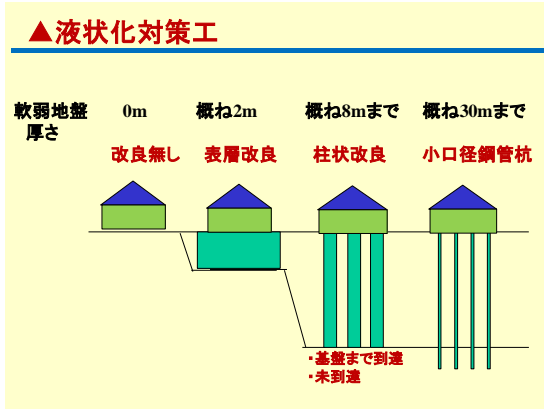 ▲液状化対策工
軟弱地盤 0m 概ね2m 概ね8mまで 概ね30mまで
厚さ
改良無し 表層改良 柱状改良 小口径鋼管杭
・基盤まで到達
・未到達